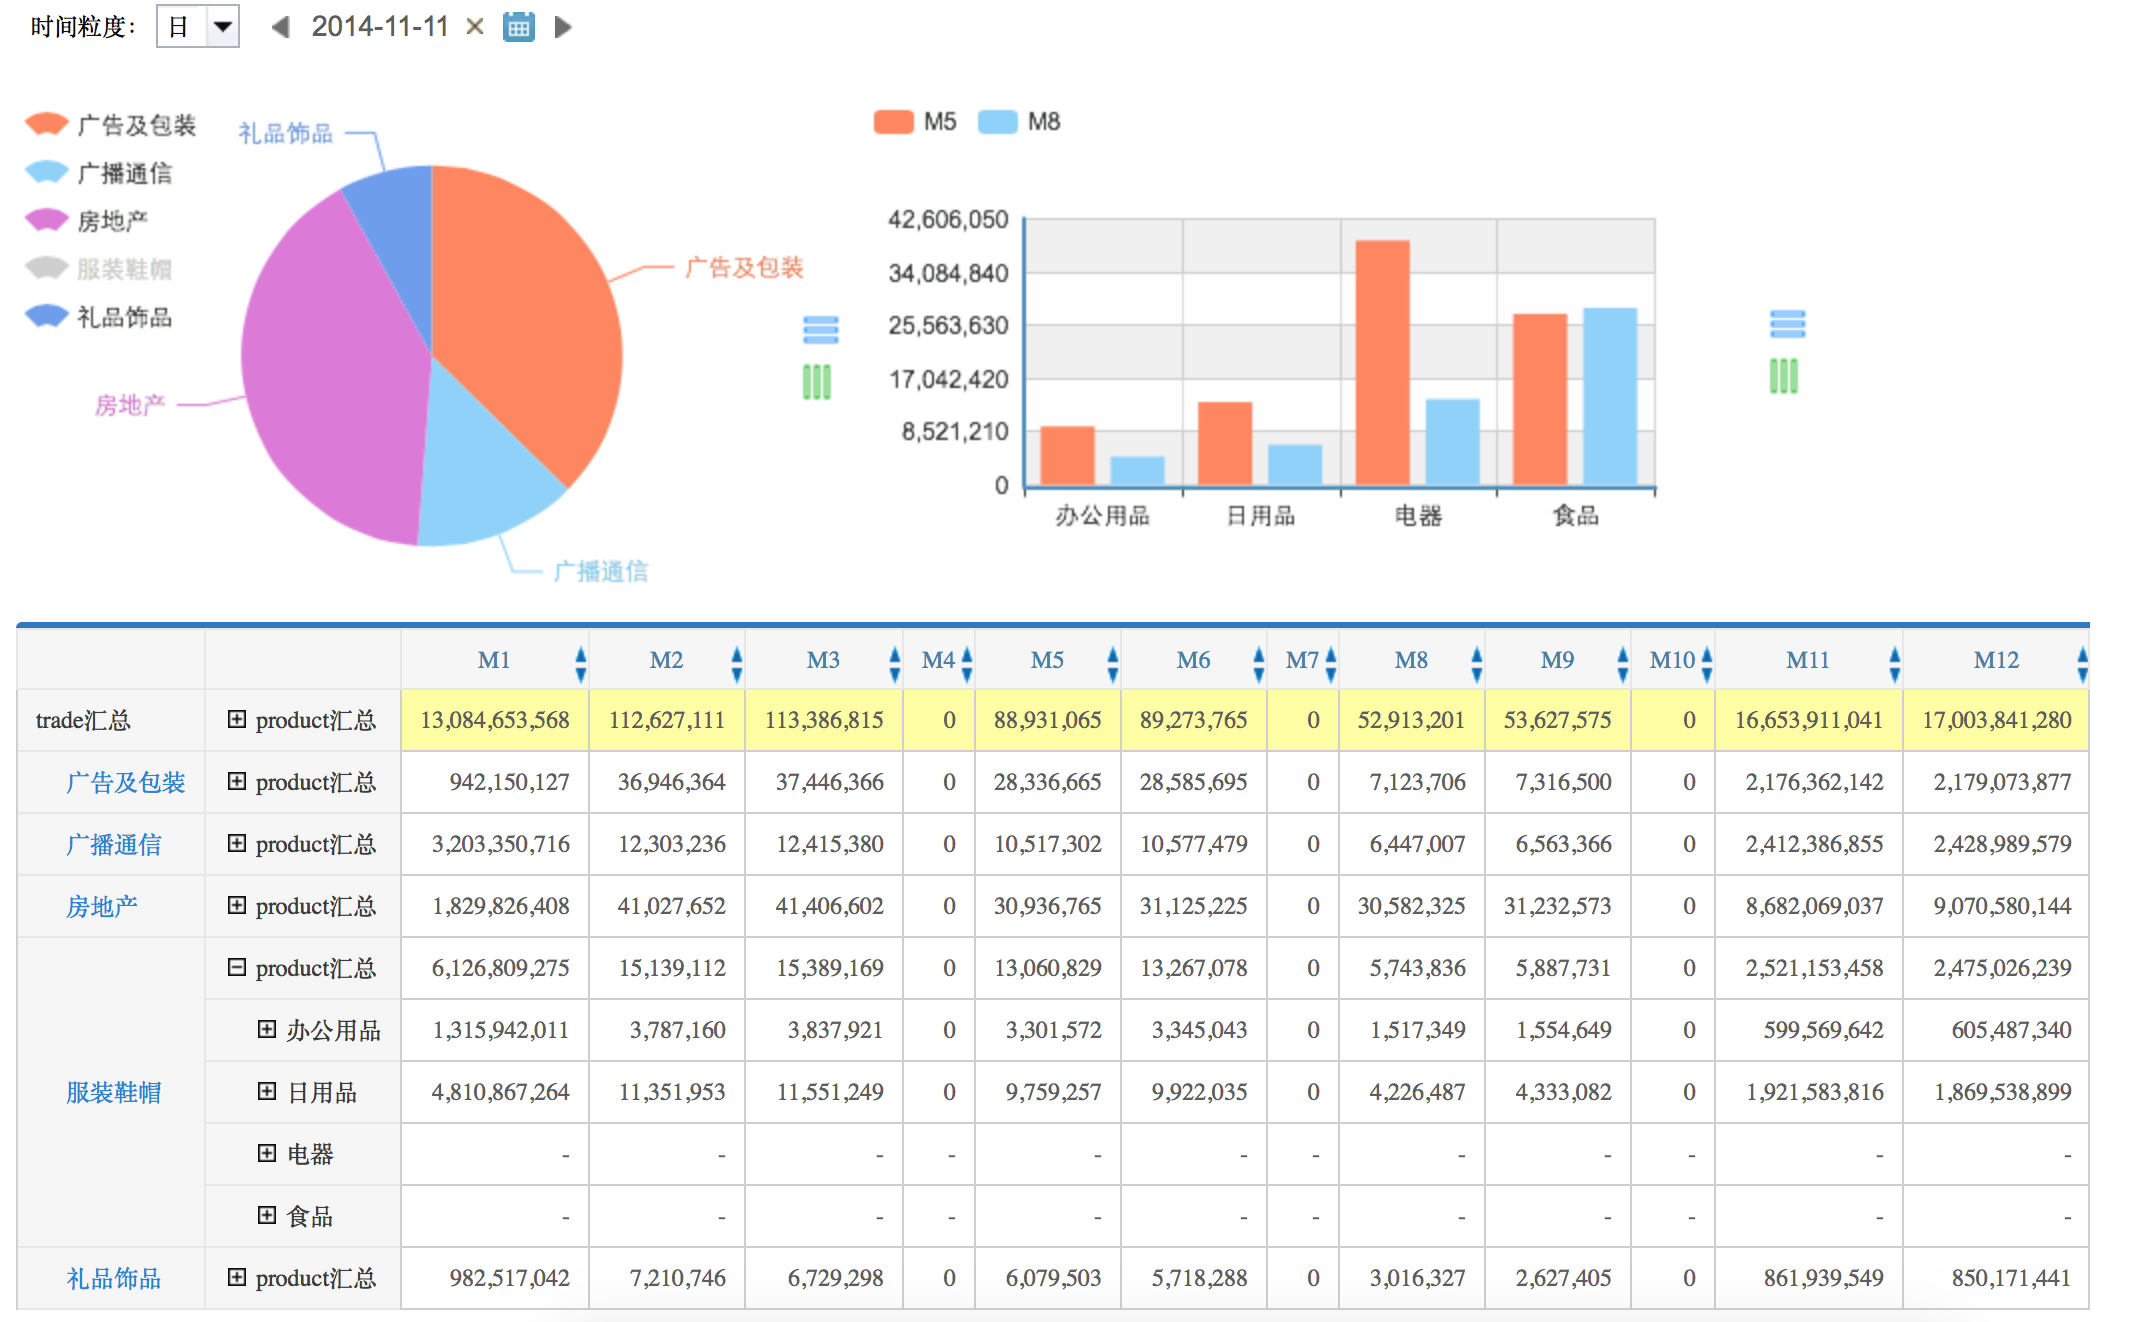 时间粒度： 日 2014-11-11
广告及包装
广播通信
房地产
服装鞋帽
礼品饰品
礼品饰品
广告及包装
房地产
广播通信
M5 M8
42,606,050
34,084,840
25,563,630
17,042,420
8,521,210
0
办公用品 日用品 电器 食品
M1 M2 M3 M4 M5 M6 M7 M8 M9 M10 M11 M12
trade汇总 product汇总 13,084,653,568 112,627,111 113,386,815 0 88,931,065 89,273,765 0 52,913,201 53,627,575 0 16,653,911,041 17,003,841,280
广告及包装 product汇总 942,150,127 36,946,364 37,446,366 0 28,336,665 28,585,695 0 7,123,706 7,316,500 0 2,176,362,142 2,179,073,877
广播通信 product汇总 3,203,350,716 12,303,236 12,415,380 0 10,517,302 10,577,479 0 6,447,007 6,563,366 0 2,412,386,855 2,428,989,579
房地产 product汇总 1,829,826,408 41,027,652 41,406,602 0 30,936,765 31,125,225 0 30,582,325 31,232,573 0 8,682,069,037 9,070,580,144
product汇总 6,126,809,275 15,139,112 15,389,169 0 13,060,829 13,267,078 0 5,743,836 5,887,731 0 2,521,153,458 2,475,026,239
办公用品 1,315,942,011 3,787,160 3,837,921 0 3,301,572 3,345,043 0 1,517,349 1,554,649 0 599,569,642 605,487,340
服装鞋帽 日用品 4,810,867,264 11,351,953 11,551,249 0 9,759,257 9,922,035 0 4,226,487 4,333,082 0 1,921,583,816 1,869,538,899
电器 - - - - - - - - - - - -
食品 - - - - - - - - - - - -
礼品饰品 product汇总 982,517,042 7,210,746 6,729,298 0 6,079,503 5,718,288 0 3,016,327 2,627,405 0 861,939,549 850,171,441